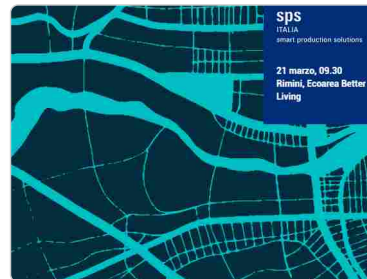 sps
ITALIA
smart production solutions
21 marzo, 09.30
Rimini, Ecoarea Better
Living